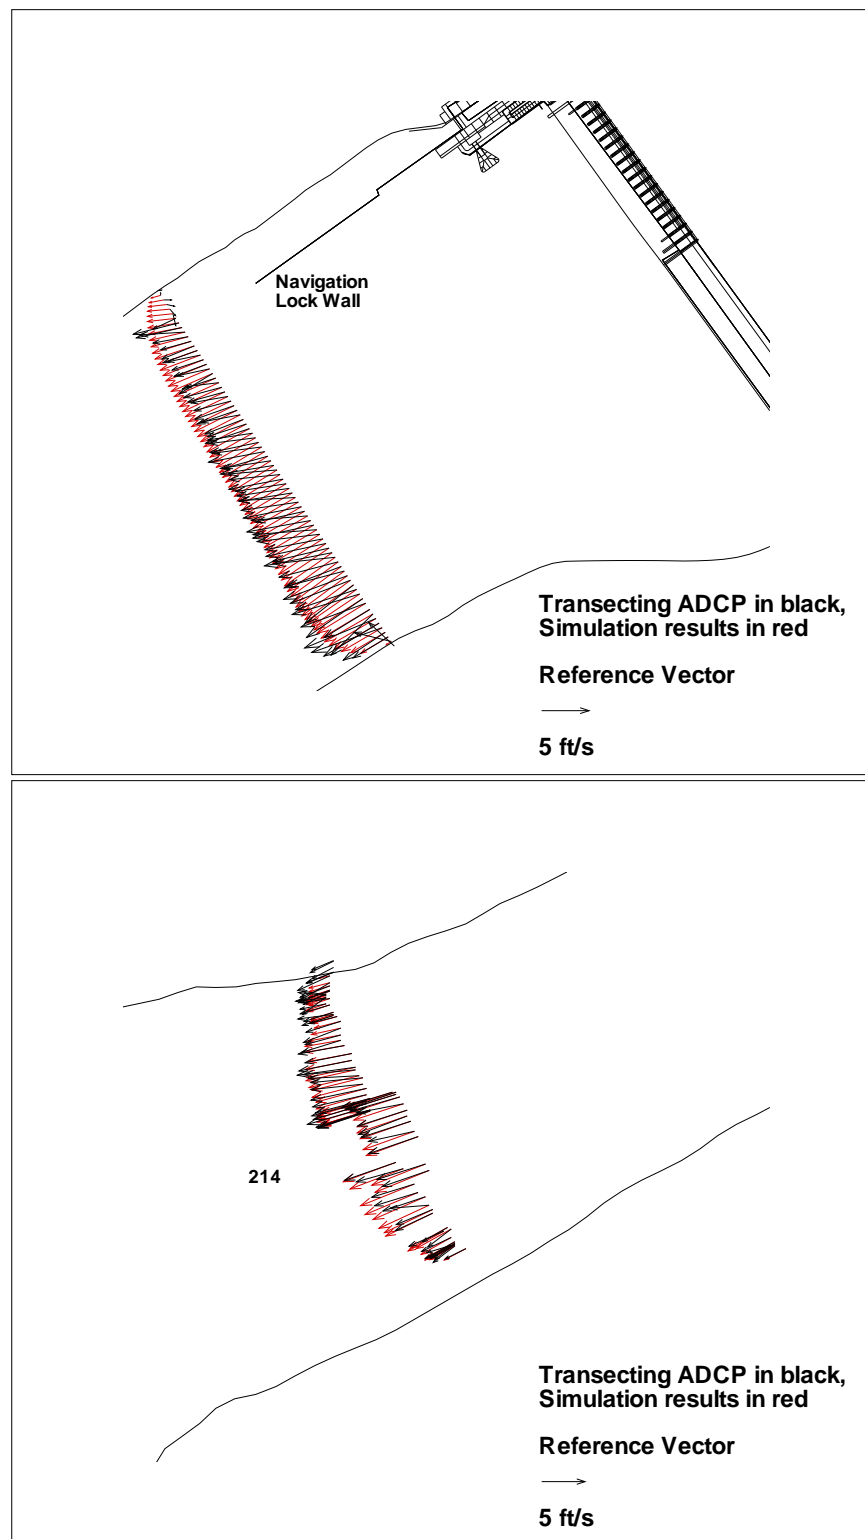 Navigation
Lock Wall
Transecting ADCP in black,
Simulation results in red
Reference Vector
5 ft/s
214
Transecting ADCP in black,
Simulation results in red
Reference Vector
5 ft/s